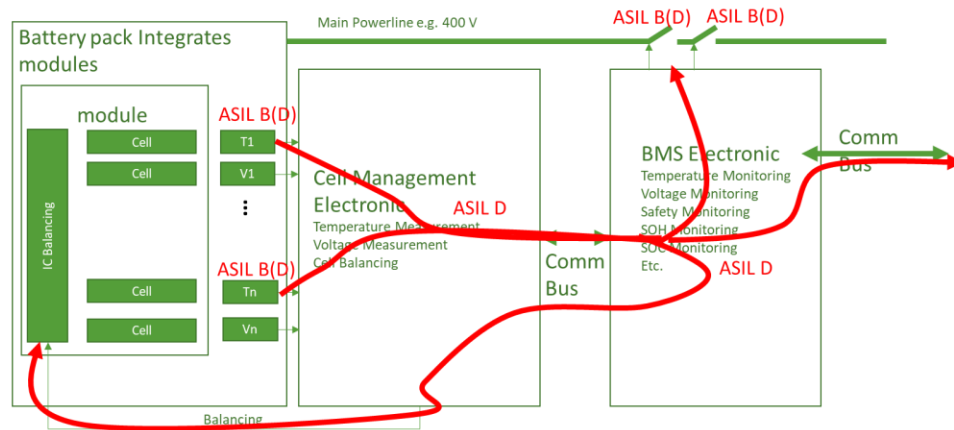 Main Powerline e.g. 400 V
ASIL B(D)
ASIL B(D)
Battery pack Integrates
modules
module
IC Balancing
Cell
Cell
Cell
Cell
ASIL B(D)
T1
V1
...
ASIL B(D)
Tn
Vn
Cell Management
Electronic
Temperature Measurement
Voltage Measurement
Cell Balancing
ASIL D
Comm
Bus
BMS Electronic
Temperature Monitoring
Voltage Monitoring
Safety Monitoring
SOH Monitoring
SOC Monitoring
Etc.
ASIL D
Comm
Bus
Balancing